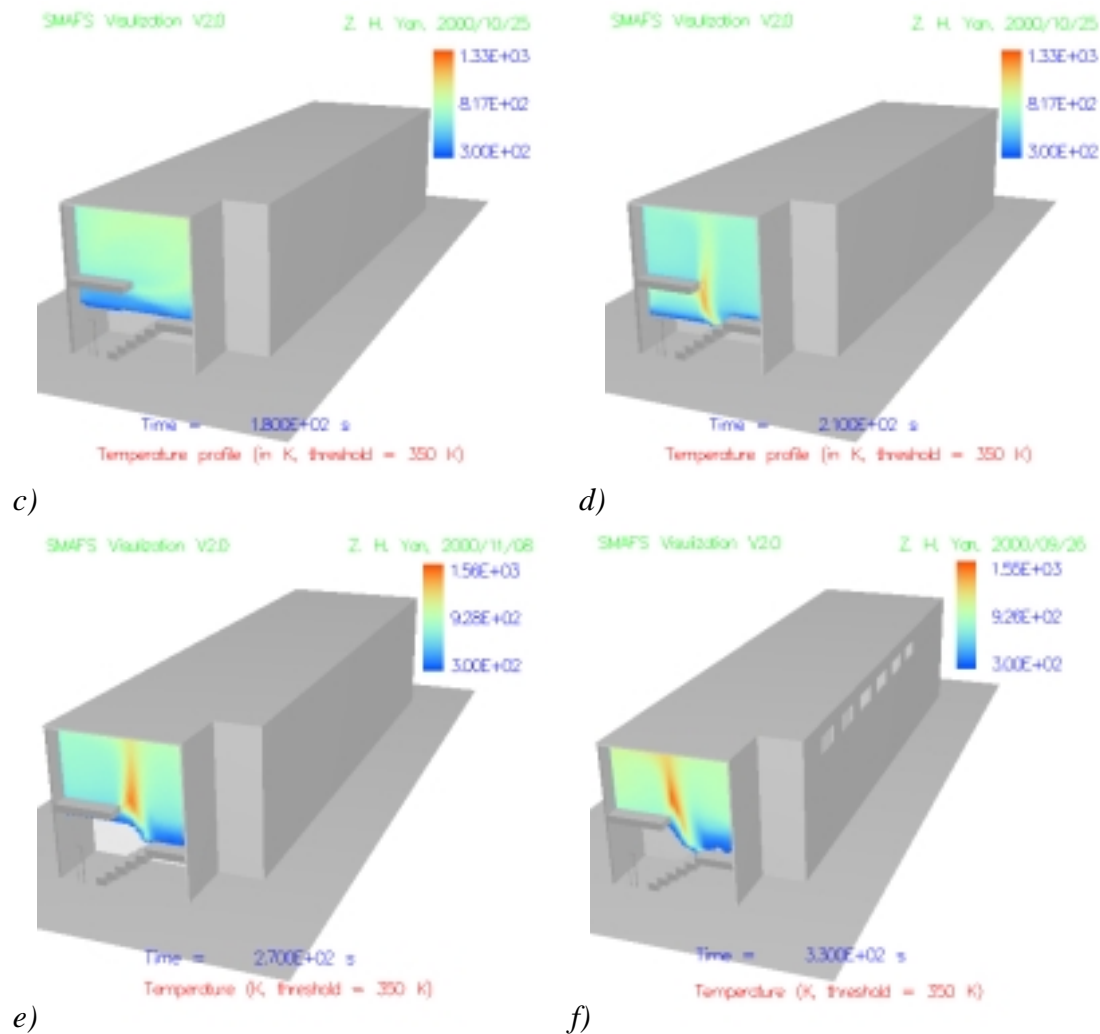 SMAFS Visulization V2.0
Z. H. Yan, 2000/10/25
1.33E+03
8.17E+02
3.00E+02
Time = 1.800E+02 s
Temperature profile (in K, threshold = 350 K)
c)
SMAFS Visulization V2.0
Z. H. Yan, 2000/10/25
1.33E+03
8.17E+02
3.00E+02
Time = 2.100E+02 s
Temperature profile (in K, threshold = 350 K)
d)
SMAFS Visulization V2.0
Z. H. Yan, 2000/11/08
1.56E+03
9.28E+02
3.00E+02
Time = 2.700E+02 s
Temperature (K, threshold = 350 K)
e)
SMAFS Visulization V2.0
Z. H. Yan, 2000/09/26
1.55E+03
9.26E+02
3.00E+02
Time = 3.300E+02 s
Temperature (K, threshold = 350 K)
f)